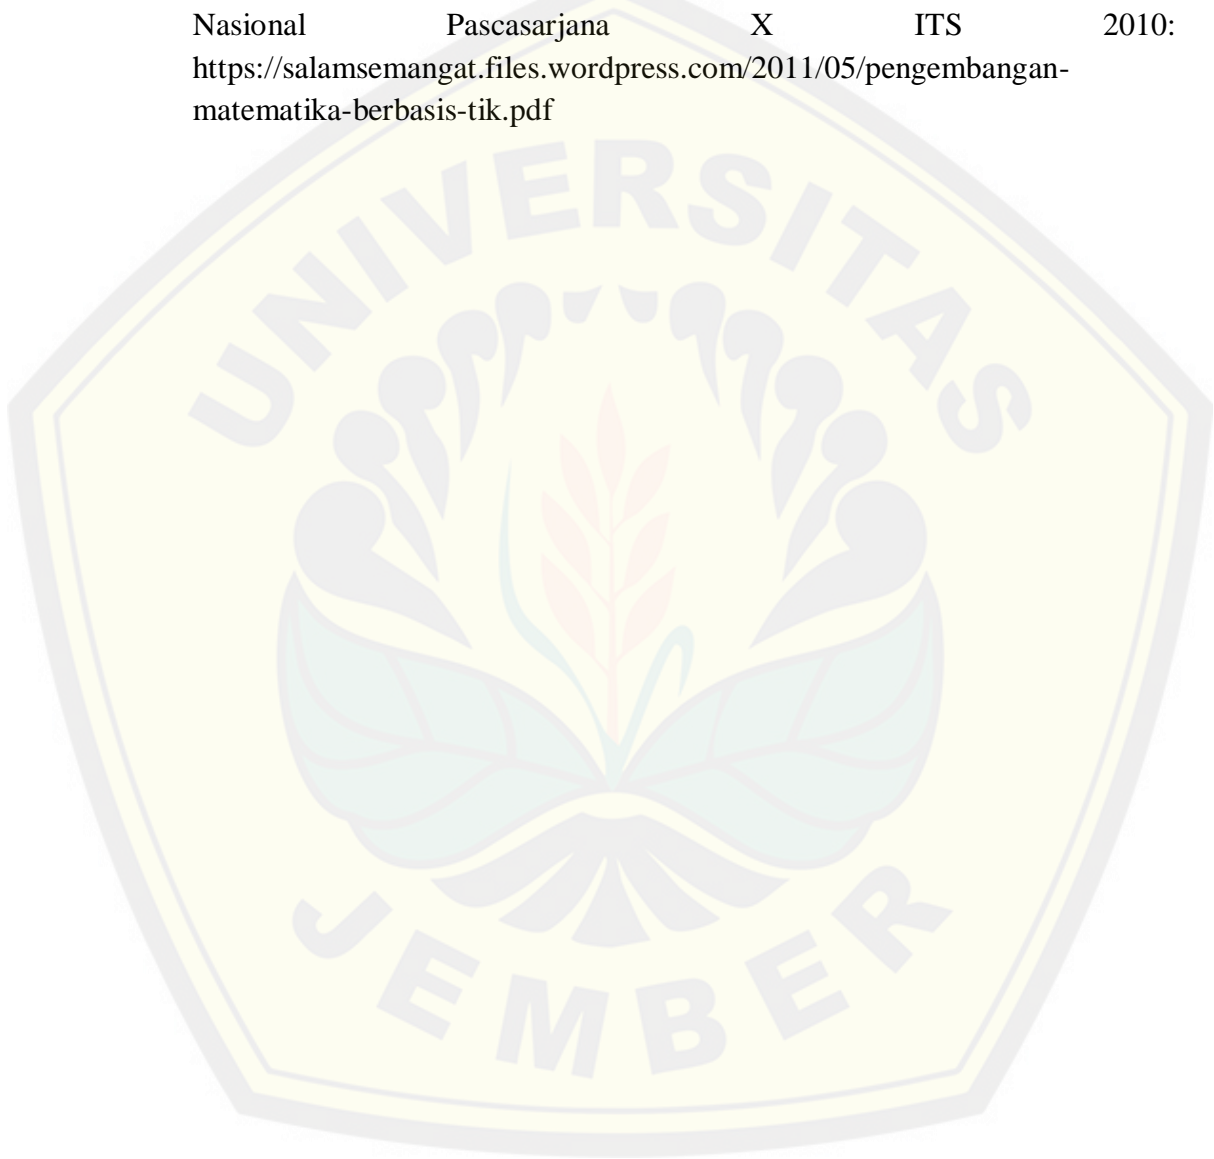 Nasional Pascasarjana X ITS 2010:
https://salamsemangat.files.wordpress.com/2011/05/pengembangan-
matematika-berbasis-tik.pdf
UNIVERSITAS
JEMBER